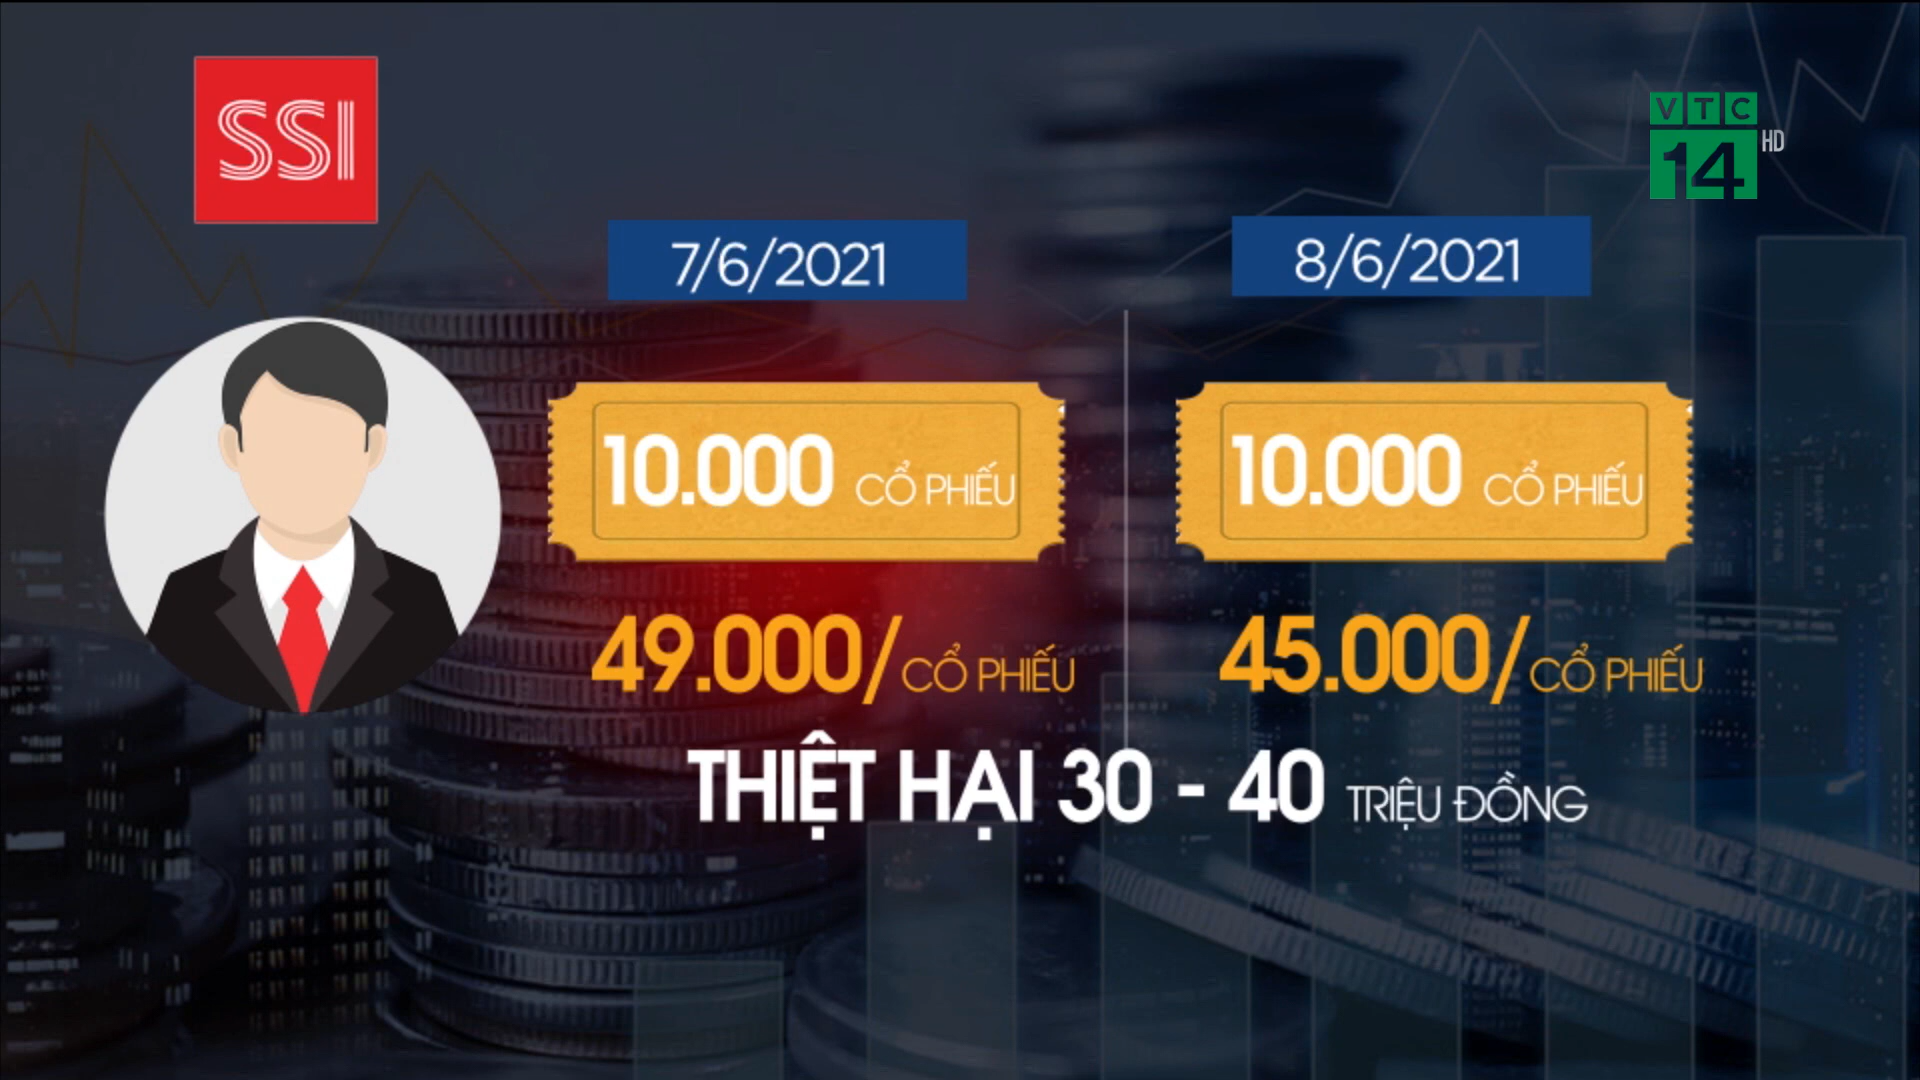 SSI
VTC
14 HD
7/6/2021
8/6/2021
10.000 CỔ PHIẾU
10.000 CỔ PHIẾU
49.000/CỔ PHIẾU
45.000/CỔ PHIẾU
THIỆT HẠI 30 - 40 TRIỆU ĐỒNG